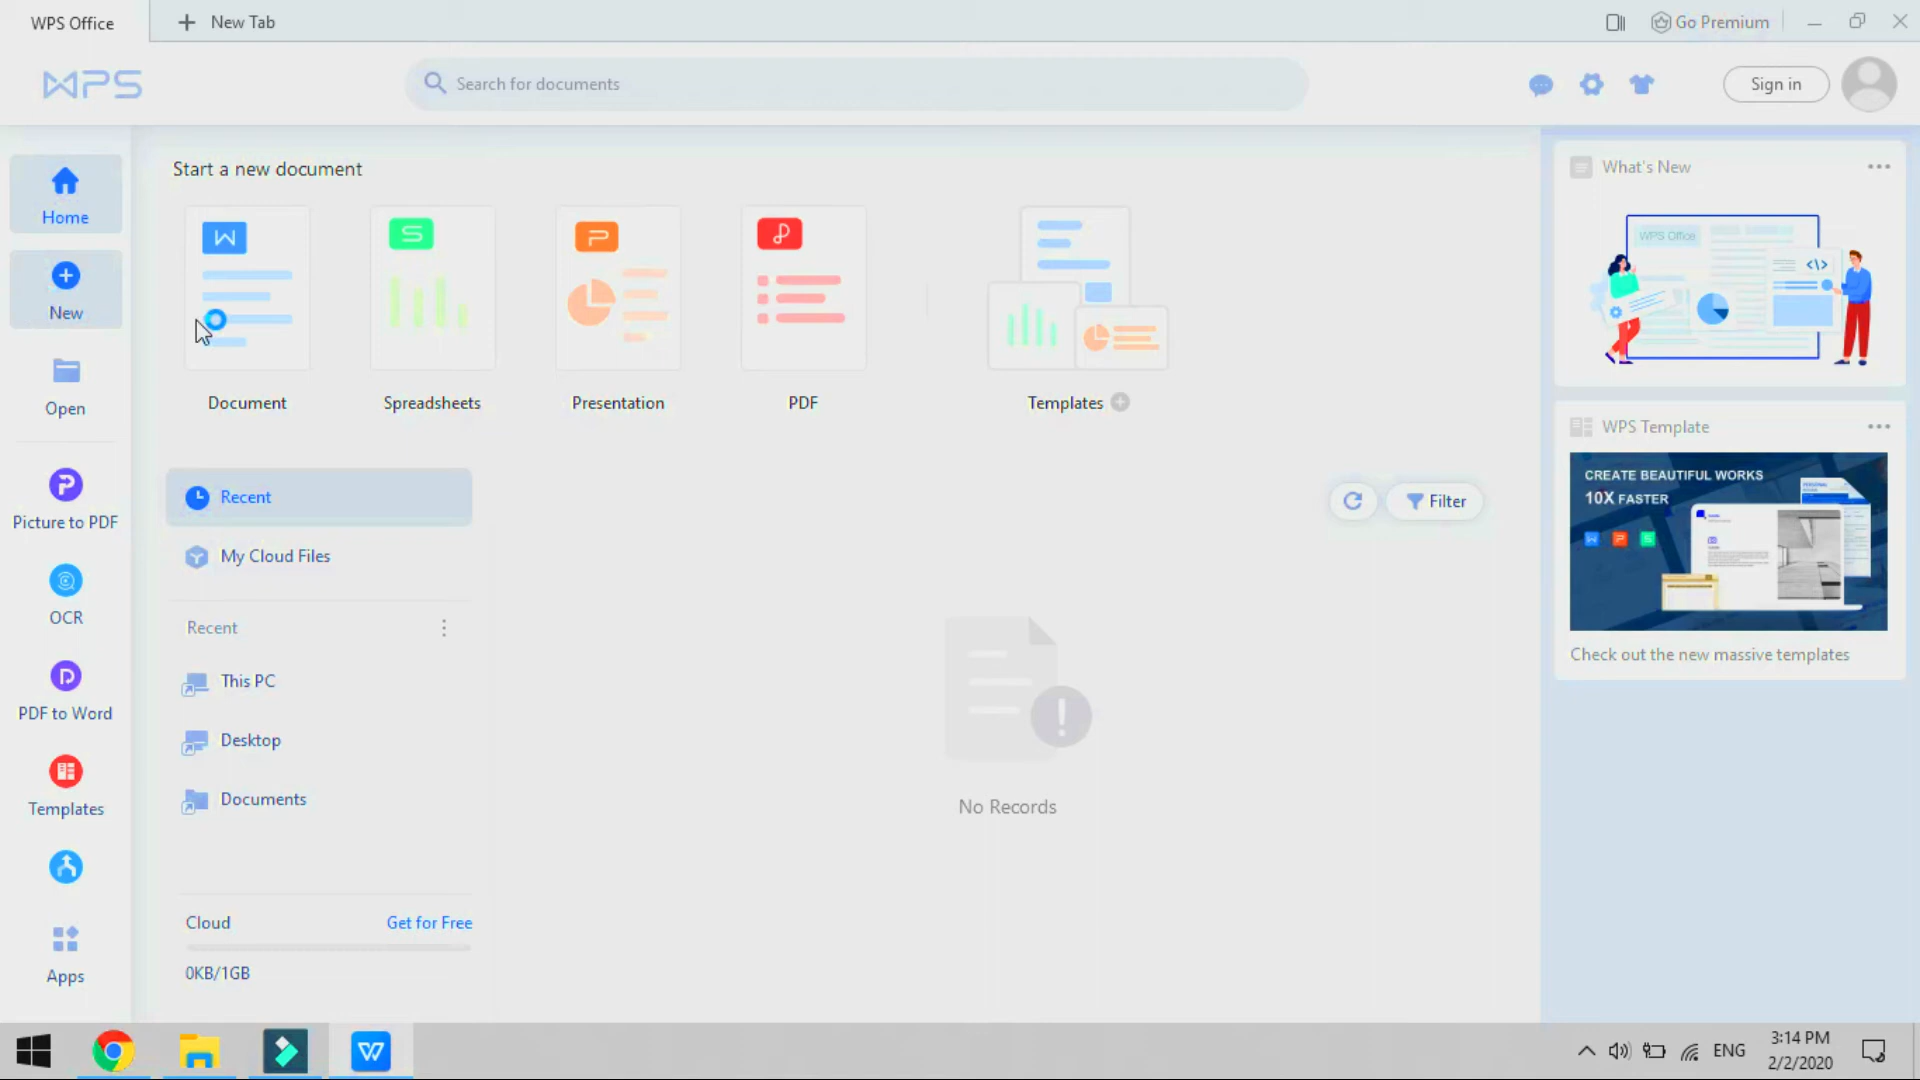 WPS Office
New Tab
Go Premium
WPS
Search for documents
Sign in
Home
New
Open
Picture to PDF
OCR
PDF to Word
Templates
Apps
Start a new document
Document
Spreadsheets
Presentation
PDF
Templates
Recent
My Cloud Files
Filter
Recent
This PC
Desktop
Documents
No Records
Cloud
Get for Free
0KB/1GB
What's New
WPS Office
WPS Template
CREATE BEAUTIFUL WORKS
10X FASTER
Check out the new massive templates
ENG
3:14 PM
2/2/2020